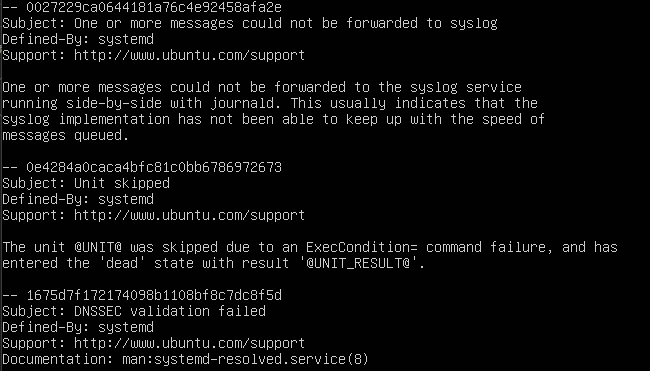 -- 0027229ca0644181a76c4e92458afa2e
Subject: One or more messages could not be forwarded to syslog
Defined-By: systemd
Support: http://www.ubuntu.com/support

One or more messages could not be forwarded to the syslog service
running side-by-side with journald. This usually indicates that the
syslog implementation has not been able to keep up with the speed of
messages queued.

-- 0e4284a0caca4bfc81c0bb6786972673
Subject: Unit skipped
Defined-By: systemd
Support: http://www.ubuntu.com/support

The unit @UNIT@ was skipped due to an ExecCondition= command failure, and has
entered the 'dead' state with result '@UNIT_RESULT@'.

-- 1675d7f172174098b1108bf8c7dc8f5d
Subject: DNSSEC validation failed
Defined-By: systemd
Support: http://www.ubuntu.com/support
Documentation: man:systemd-resolved.service(8)